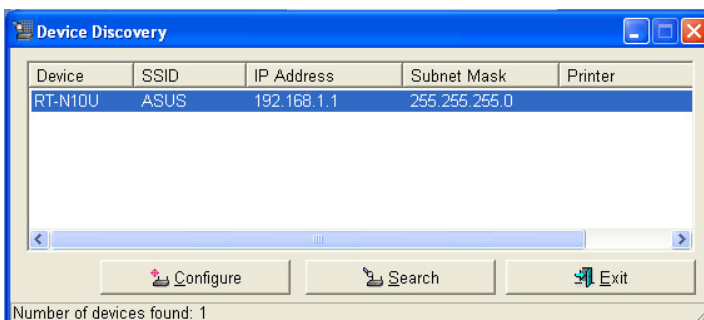 Device Discovery
Device SSID IP Address Subnet Mask Printer
RT-N10U ASUS 192.168.1.1 255.255.255.0
Configure Search Exit
Number of devices found: 1